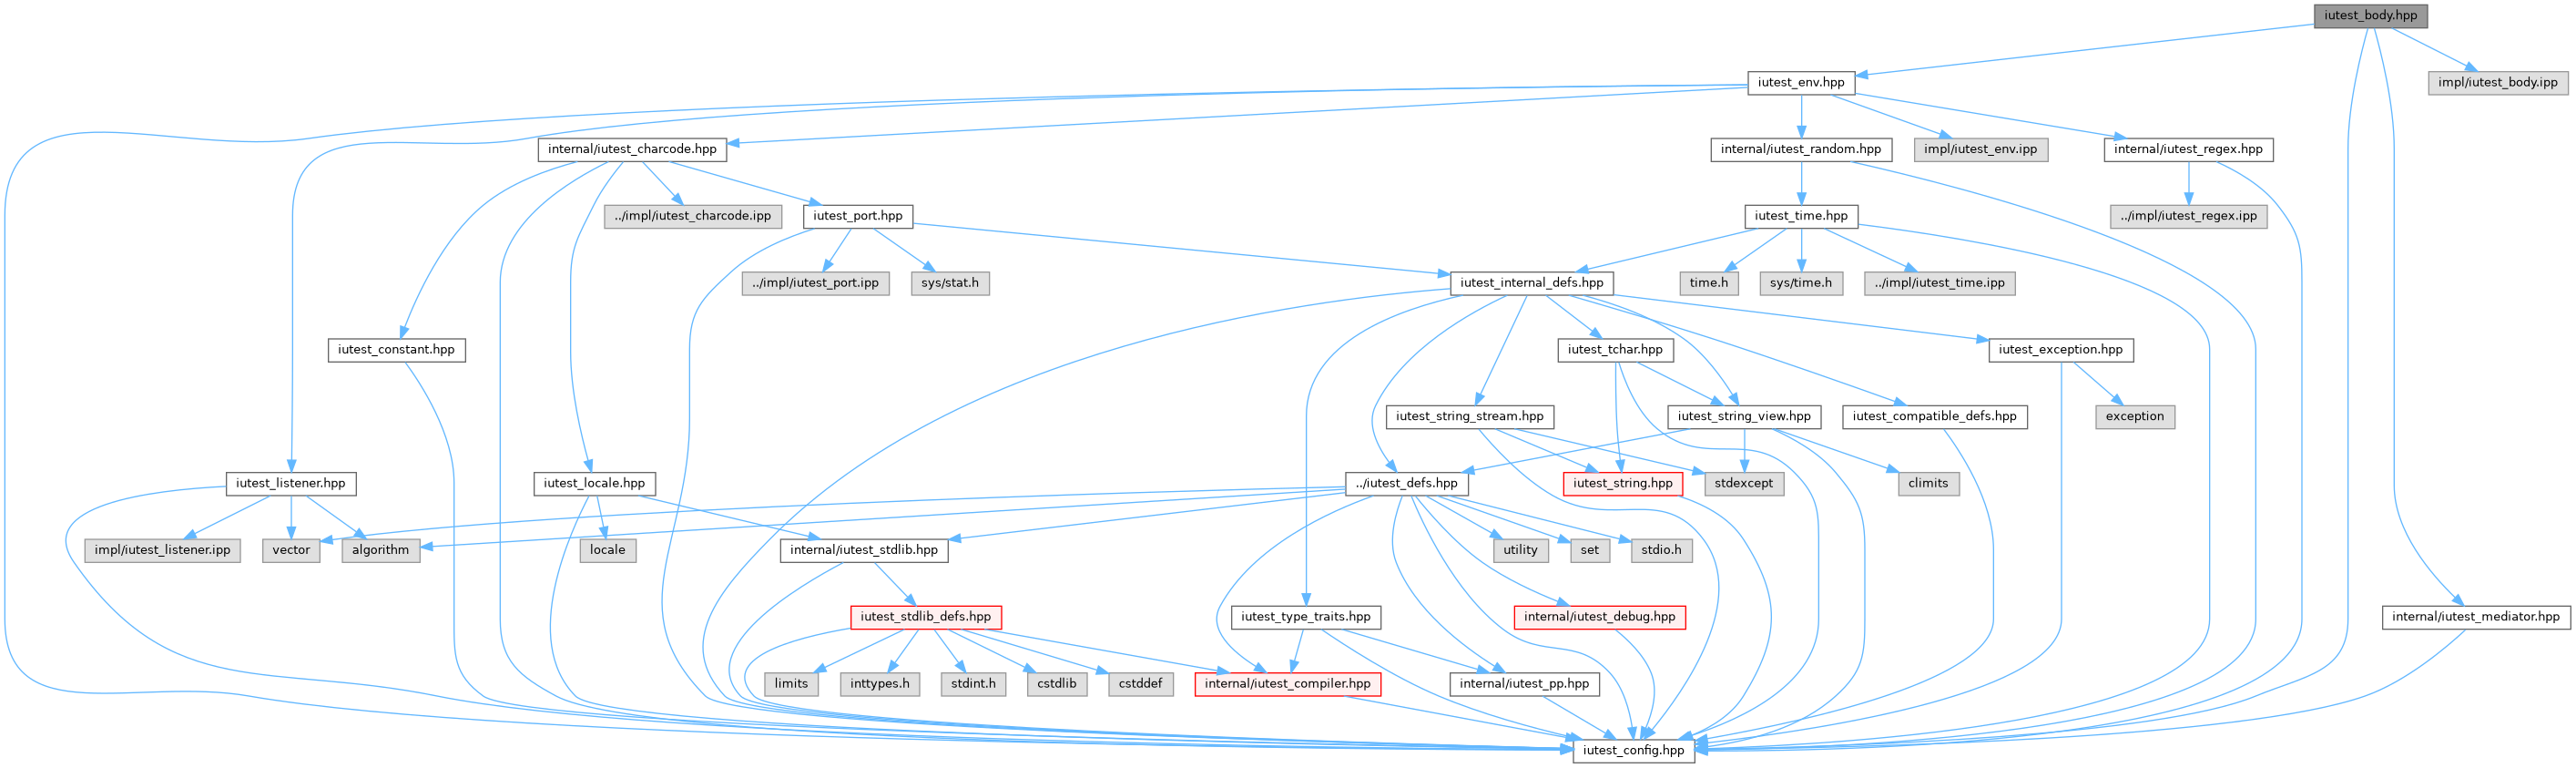 iutest_body.hpp
iutest_env.hpp
impl/iutest_body.ipp
internal/iutest_charcode.hpp
internal/iutest_random.hpp
impl/iutest_env.ipp
internal/iutest_regex.hpp
../impl/iutest_charcode.ipp
iutest_port.hpp
iutest_time.hpp
../impl/iutest_regex.ipp
../impl/iutest_port.ipp
sys/stat.h
iutest_internal_defs.hpp
time.h
sys/time.h
../impl/iutest_time.ipp
iutest_constant.hpp
iutest_tchar.hpp
iutest_exception.hpp
iutest_string_stream.hpp
iutest_string_view.hpp
iutest_compatible_defs.hpp
exception
iutest_listener.hpp
iutest_locale.hpp
../iutest_defs.hpp
iutest_string.hpp
stdexcept
climits
impl/iutest_listener.ipp
vector
algorithm
locale
internal/iutest_stdlib.hpp
utility
set
stdio.h
iutest_stdlib_defs.hpp
iutest_type_traits.hpp
internal/iutest_debug.hpp
internal/iutest_mediator.hpp
limits
inttypes.h
stdint.h
cstdlib
cstddef
internal/iutest_compiler.hpp
internal/iutest_pp.hpp
iutest_config.hpp